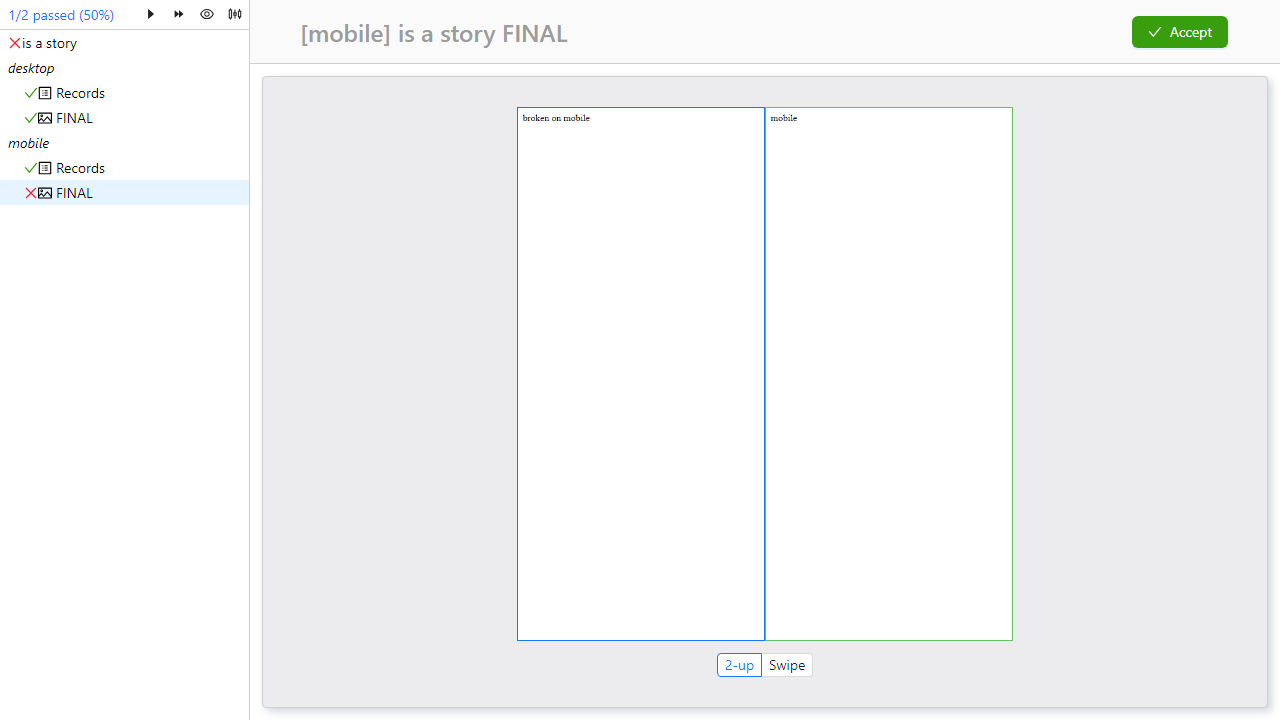 1/2 passed (50%)
is a story
desktop
Records
FINAL
mobile
Records
FINAL
[mobile] is a story FINAL
Accept
broken on mobile
mobile
2-up
Swipe